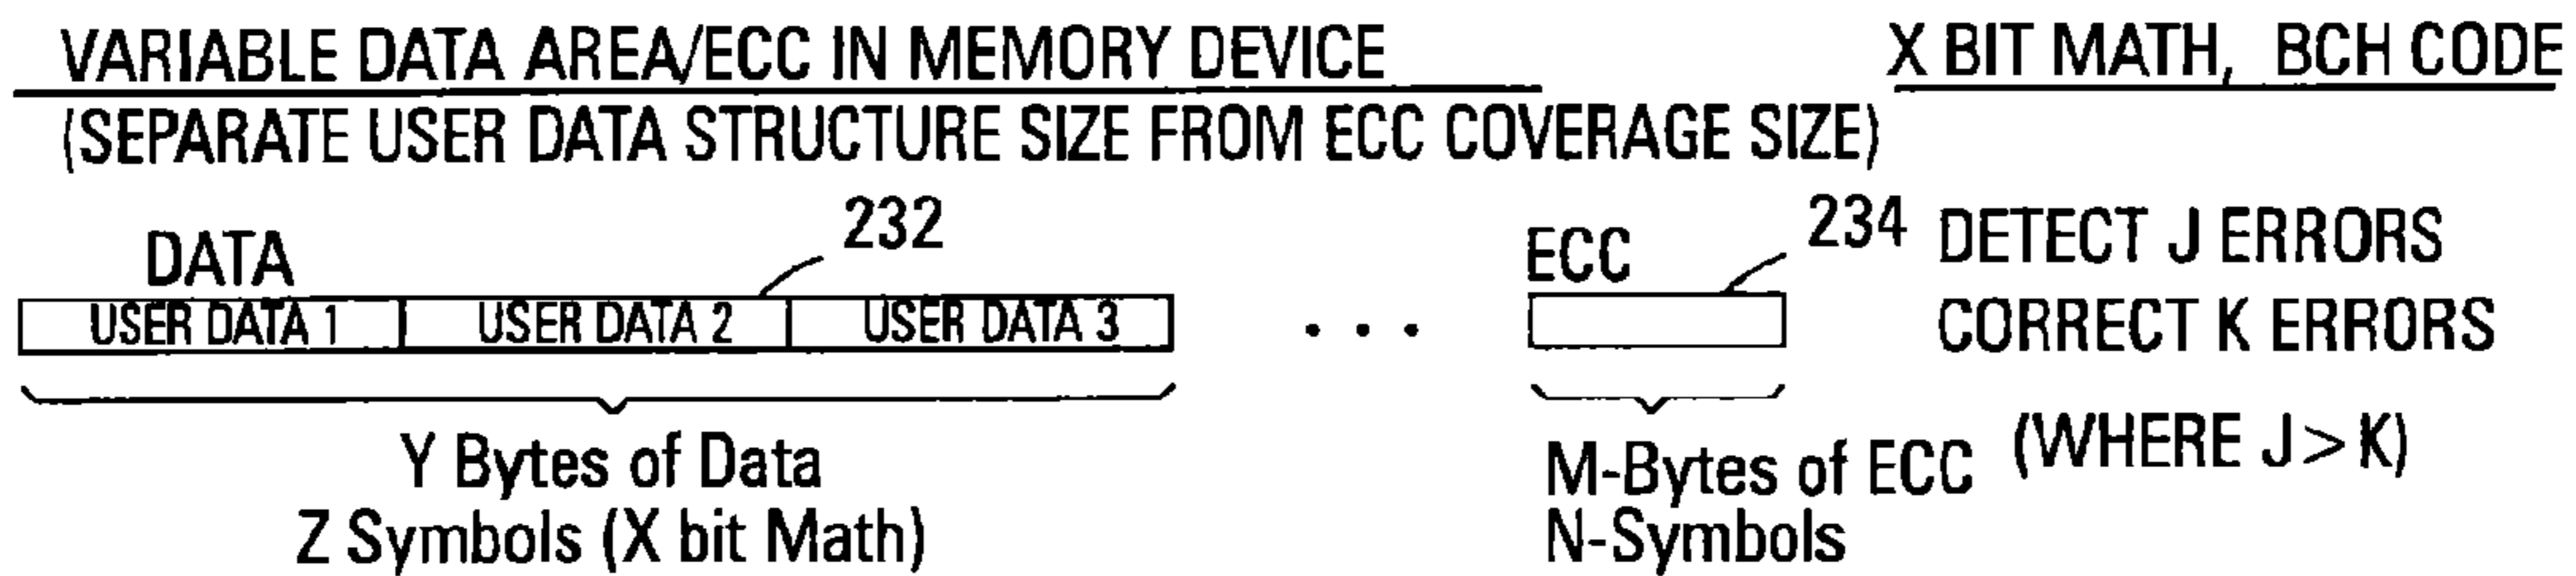 VARIABLE DATA AREA/ECC IN MEMORY DEVICE X BIT MATH, BCH CODE
(SEPARATE USER DATA STRUCTURE SIZE FROM ECC COVERAGE SIZE)
232
234
DATA
ECC
DETECT J ERRORS
USER DATA 1 USER DATA 2 USER DATA 3 . . .
CORRECT K ERRORS
(WHERE J > K)
Y Bytes of Data
Z Symbols (X bit Math)
M-Bytes of ECC
N-Symbols